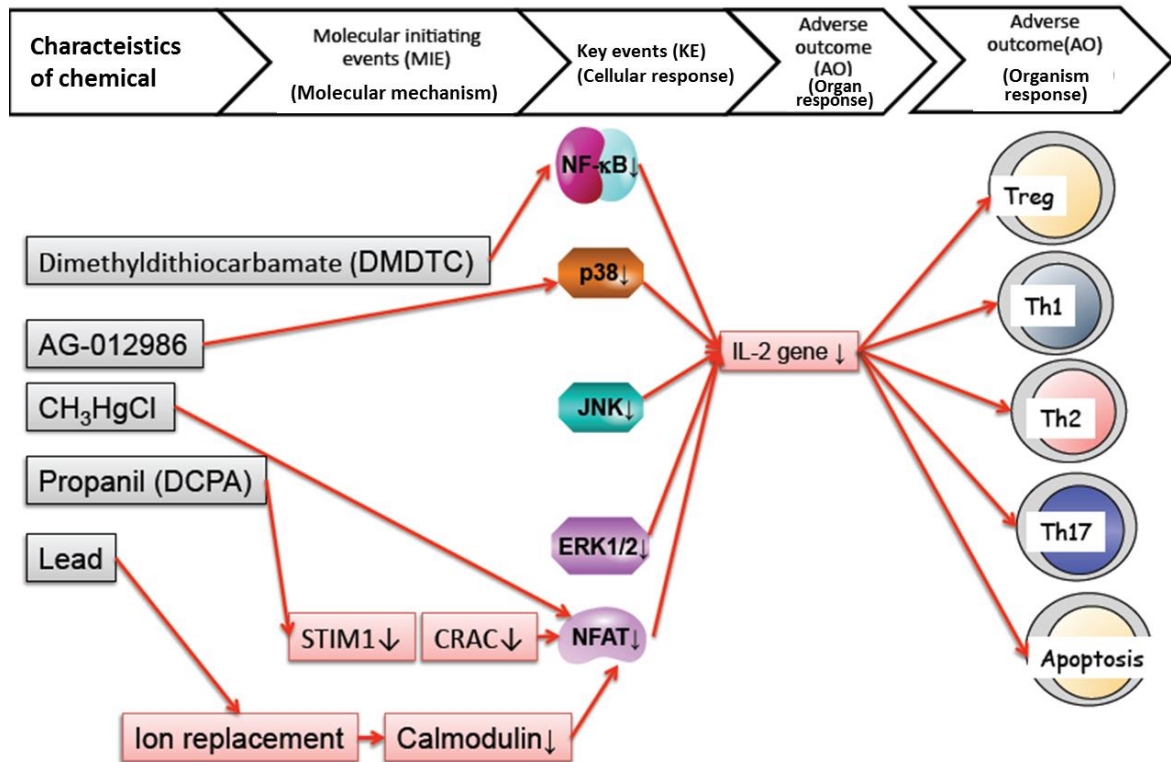 Characteistics
of chemical
Molecular initiating
events (MIE)
(Molecular mechanism)
Key events (KE)
(Cellular response)
Adverse
outcome
(AO)
(Organ
response)
Adverse
outcome(AO)
(Organism
response)
NF-κB↓
Dimethyldithiocarbamate (DMDTC)
p38↓
AG-012986
CH₃HgCl
JNK↓
Propanil (DCPA)
Lead
ERK1/2↓
STIM1↓
CRAC↓
NFAT↓
Ion replacement
Calmodulin↓
IL-2 gene ↓
Treg
Th1
Th2
Th17
Apoptosis